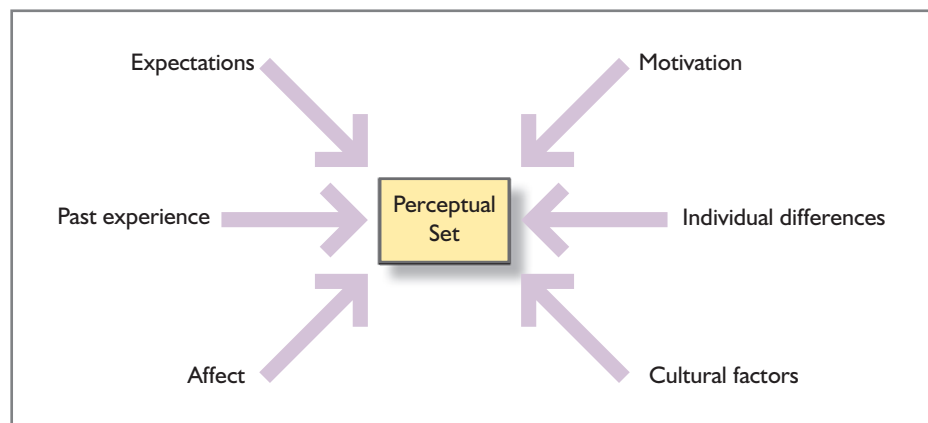 Expectations
Motivation
Past experience
Perceptual
Set
Individual differences
Affect
Cultural factors